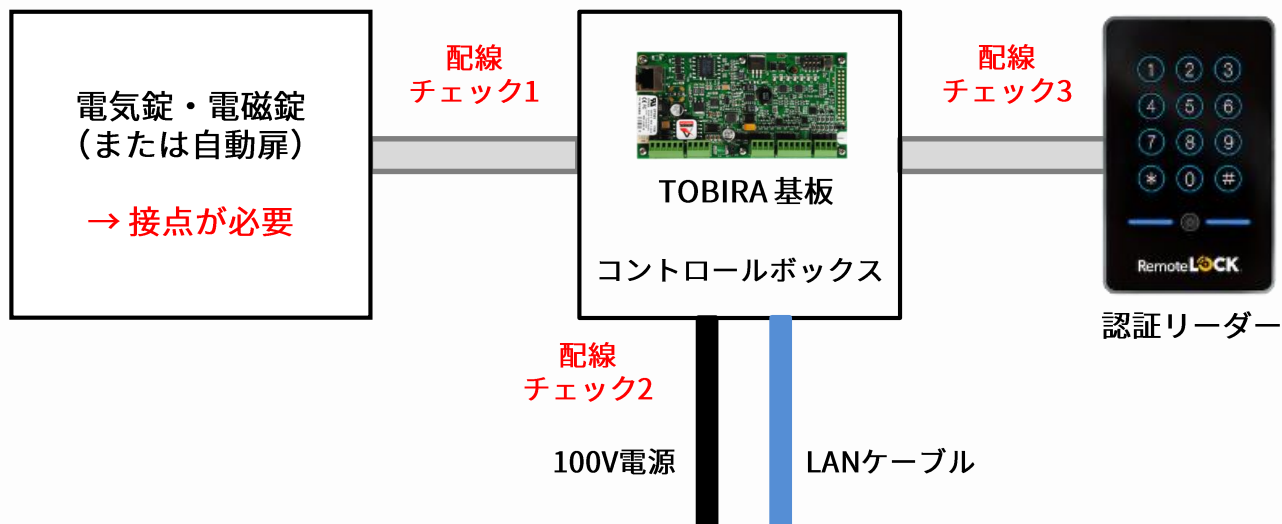 電気錠・電磁錠
（または自動扉）
→ 接点が必要
配線
チェック1
TOBIRA 基板
コントロールボックス
配線
チェック3
1 2 3
4 5 6
7 8 9
* 0 #
RemoteLOCK
認証リーダー
配線
チェック2
100V電源
LANケーブル